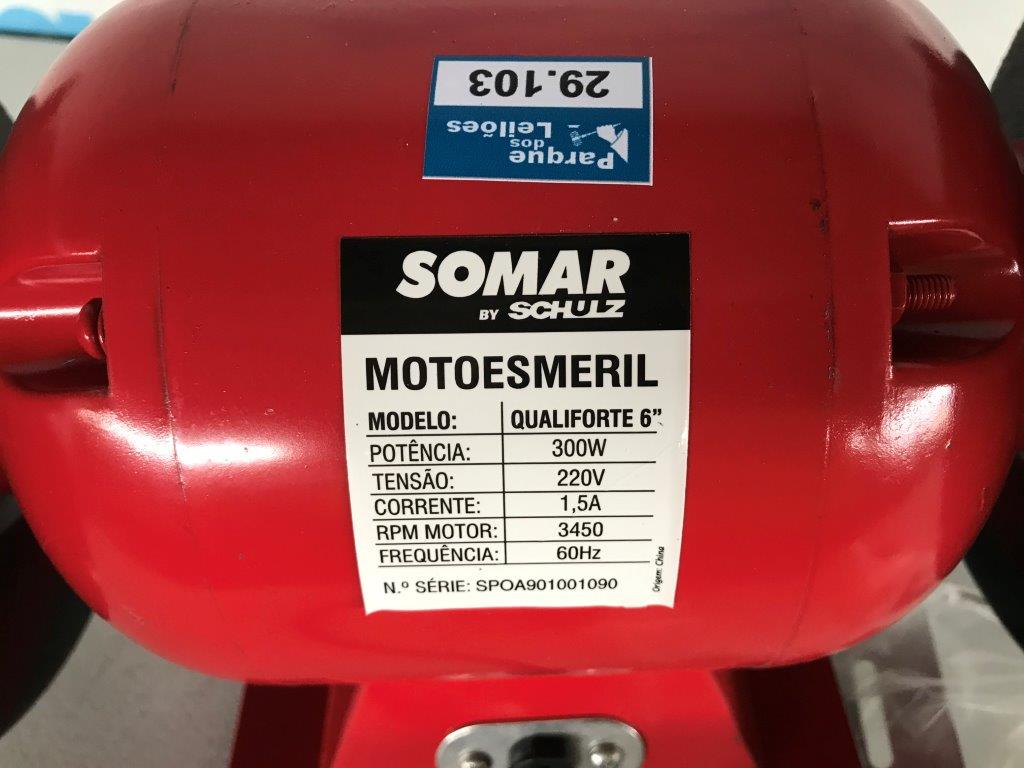 29.103
Parque
dos
Leilões
SOMAR
BY SCHULZ
MOTOESMERIL
MODELO: QUALIFORTE 6”
POTÊNCIA: 300W
TENSÃO: 220V
CORRENTE: 1,5A
RPM MOTOR: 3450
FREQUÊNCIA: 60Hz
N.º SÉRIE: SPOA901001090
Origem: China